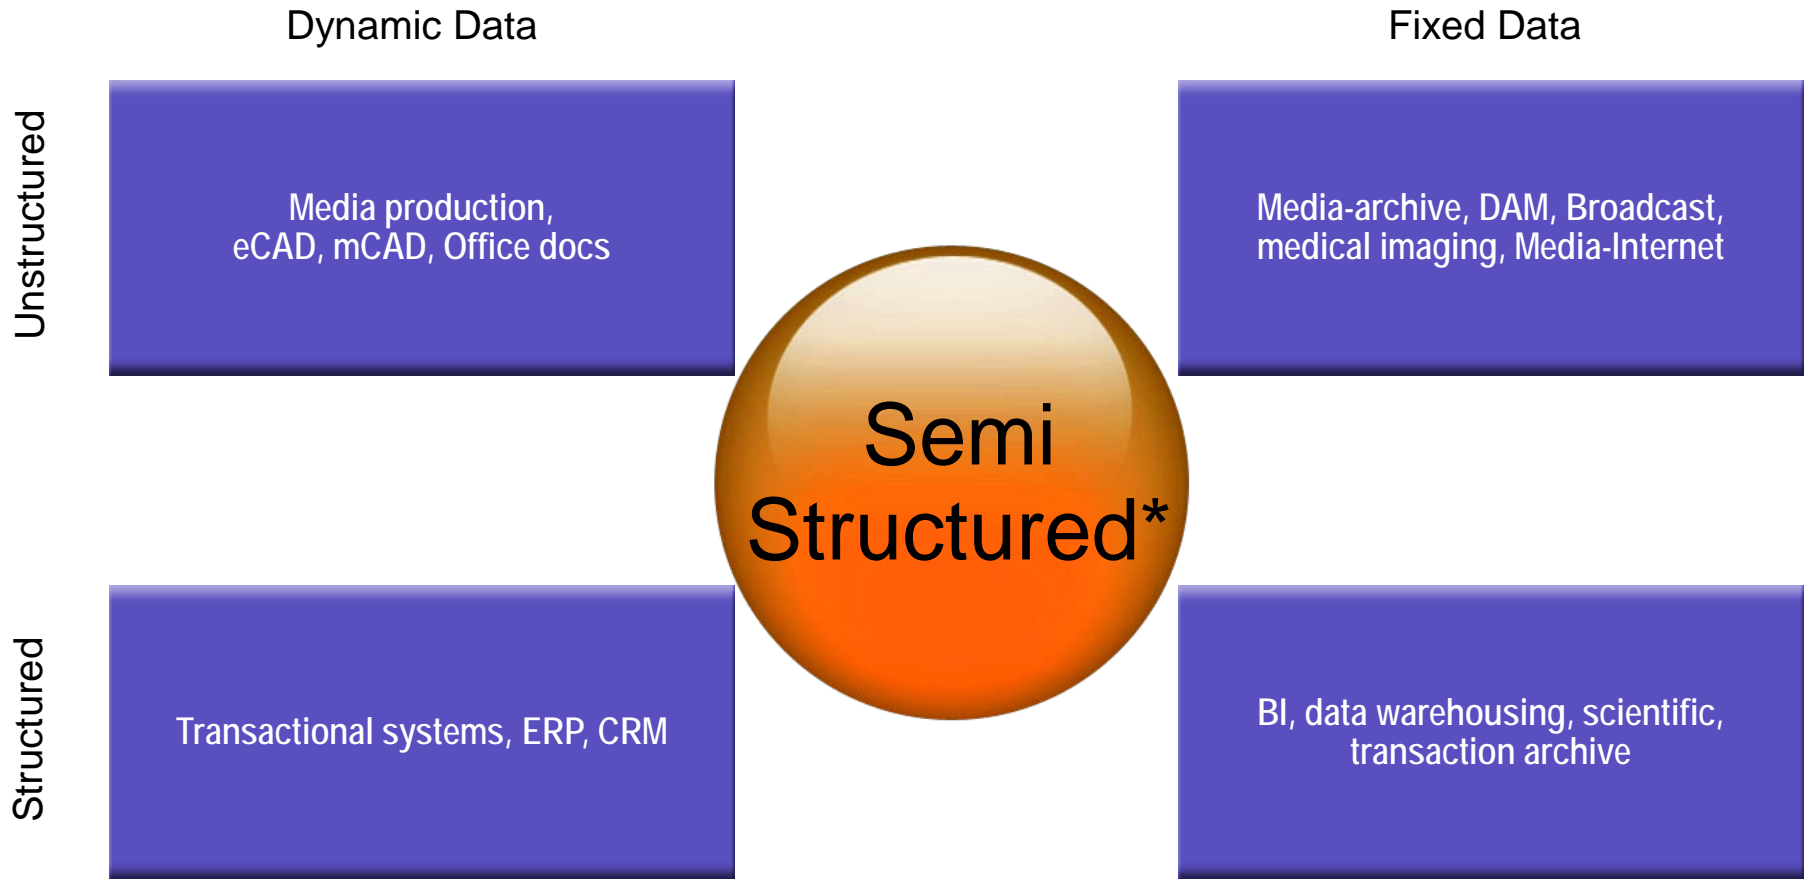 Dynamic Data
Fixed Data
Unstructured
Media production,
eCAD, mCAD, Office docs
Media-archive, DAM, Broadcast,
medical imaging, Media-Internet
Semi
Structured*
Structured
Transactional systems, ERP, CRM
BI, data warehousing, scientific,
transaction archive